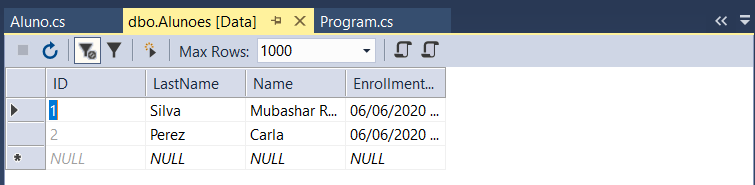 Aluno.cs dbo.Alunoes [Data] Program.cs
Max Rows: 1000
ID LastName Name Enrollment...
1 Silva Mubashar R... 06/06/2020 ...
2 Perez Carla 06/06/2020 ...
NULL NULL NULL NULL